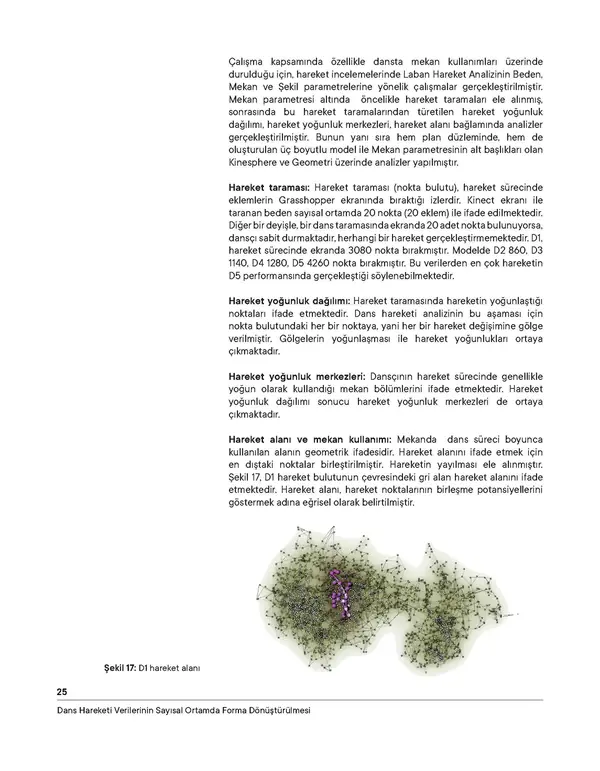 Çalışma kapsamında özellikle dansta mekan kullanımları üzerinde
durulduğu için, hareket incelemelerinde Laban Hareket Analizinin Beden,
Mekan ve Şekil parametrelerine yönelik çalışmalar gerçekleştirilmiştir.
Mekan parametresi altında öncelikle hareket taramaları ele alınmış,
sonrasında bu hareket taramalarından türetilen hareket yoğunluk
dağılımı, hareket yoğunluk merkezleri, hareket alanı bağlamında analizler
gerçekleştirilmiştir. Bunun yanı sıra hem plan düzleminde, hem de
oluşturulan üç boyutlu model ile Mekan parametresinin alt başlıkları olan
Kinesphere ve Geometri üzerinde analizler yapılmıştır.
Hareket taraması: Hareket taraması (nokta bulutu), hareket sürecinde
eklemlerin Grasshopper ekranında bıraktığı izlerdir. Kinect ekranı ile
taranan beden sayısal ortamda 20 nokta (20 eklem) ile ifade edilmektedir.
Diğer bir deyişle, bir dans taramasında ekranda 20 adet nokta bulunuyorsa,
dansçı sabit durmaktadır, herhangi bir hareket gerçekleştirmemektedir. D1,
hareket sürecinde ekranda 3080 nokta bırakmıştır. Modelde D2 860, D3
1140, D4 1280, D5 4260 nokta bırakmıştır. Bu verilerden en çok hareketin
D5 performansında gerçekleştiği söylenebilmektedir.
Hareket yoğunluk dağılımı: Hareket taramasında hareketin yoğunlaştığı
noktaları ifade etmektedir. Dans hareketi analizinin bu aşaması için
nokta bulutundaki her bir noktaya, yani her bir hareket değişimine gölge
verilmiştir. Gölgelerin yoğunlaşması ile hareket yoğunlukları ortaya
çıkmaktadır.
Hareket yoğunluk merkezleri: Dansçının hareket sürecinde genellikle
yoğun olarak kullandığı mekan bölümlerini ifade etmektedir. Hareket
yoğunluk dağılımı sonucu hareket yoğunluk merkezleri de ortaya
çıkmaktadır.
Hareket alanı ve mekan kullanımı: Mekanda dans süreci boyunca
kullanılan alanın geometrik ifadesidir. Hareket alanını ifade etmek için
en dıştaki noktalar birleştirilmiştir. Hareketin yayılması ele alınmıştır.
Şekil 17, D1 hareket bulutunun çevresindeki gri alan hareket alanını ifade
etmektedir. Hareket alanı, hareket noktalarının birleşme potansiyellerini
göstermek adına eğrisel olarak belirtilmiştir.
Şekil 17: D1 hareket alanı
25
Dans Hareketi Verilerinin Sayısal Ortamda Forma Dönüştürülmesi